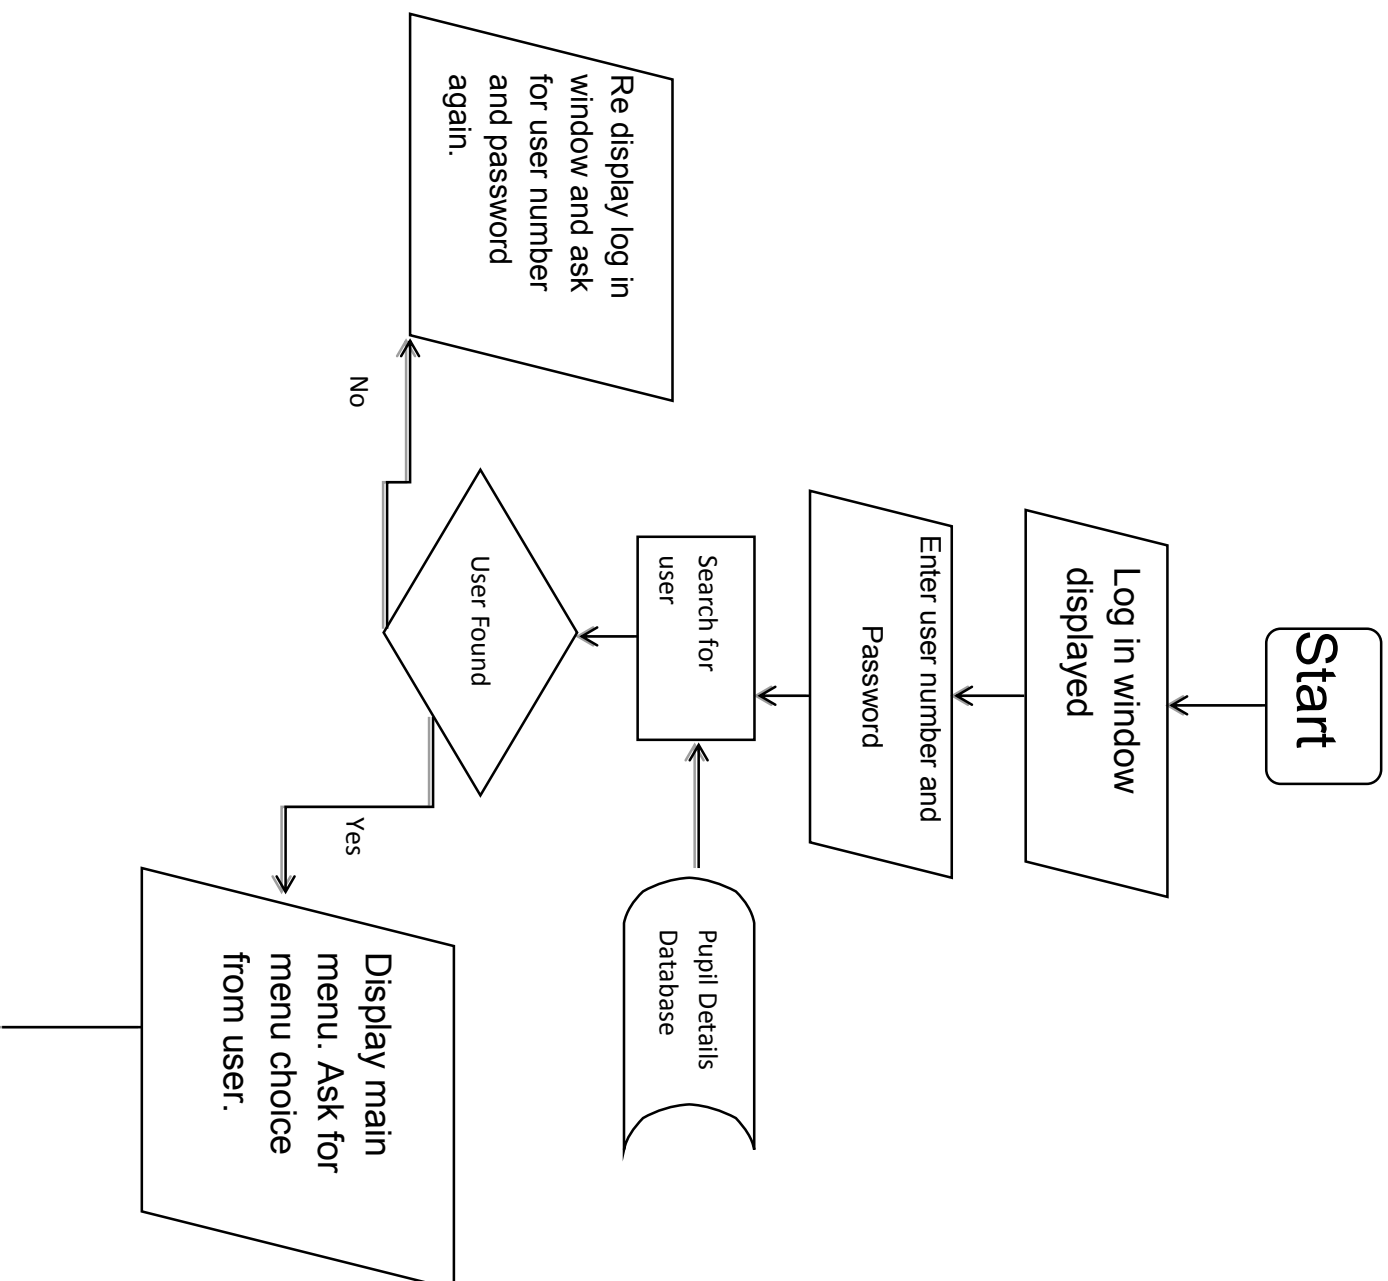 Start
Log in window
displayed
Enter user number and
Password
Search for
user
Pupil Details
Database
User Found
No
Yes
Re display log in
window and ask
for user number
and password
again.
Display main
menu. Ask for
menu choice
from user.